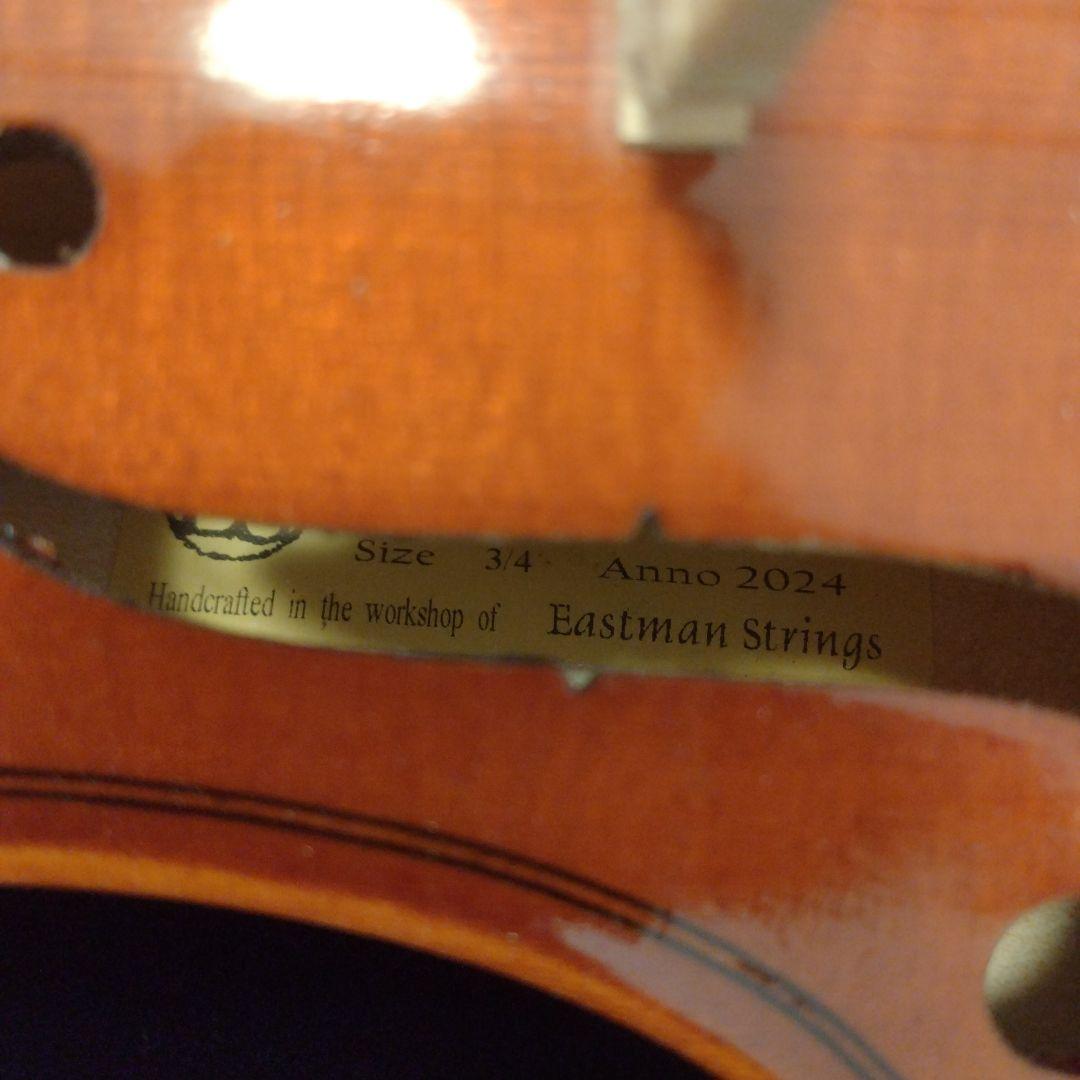 Size 3/4 Anno 2024
Handcrafted in the workshop of Eastman Strings